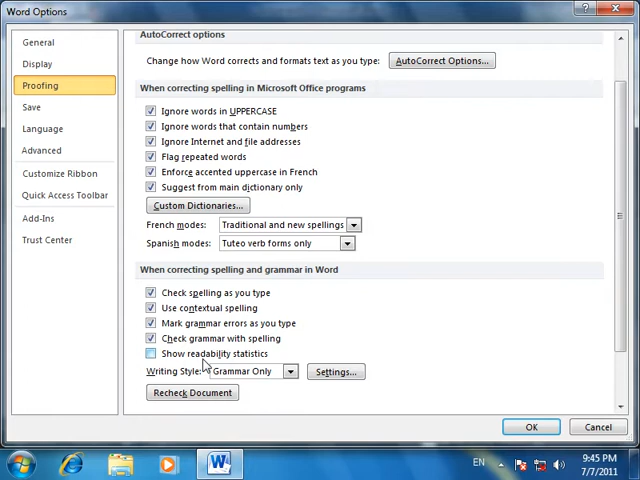 Word Options
General
Display
Proofing
Save
Language
Advanced
Customize Ribbon
Quick Access Toolbar
Add-Ins
Trust Center
AutoCorrect options
Change how Word corrects and formats text as you type: AutoCorrect Options...
When correcting spelling in Microsoft Office programs
Ignore words in UPPERCASE
Ignore words that contain numbers
Ignore Internet and file addresses
Flag repeated words
Enforce accented uppercase in French
Suggest from main dictionary only
Custom Dictionaries...
French modes: Traditional and new spellings
Spanish modes: Tuteo verb forms only
When correcting spelling and grammar in Word
Check spelling as you type
Use contextual spelling
Mark grammar errors as you type
Check grammar with spelling
Show readability statistics
Writing Style: Grammar Only Settings...
Recheck Document
OK Cancel
EN 9:45 PM
7/7/2011